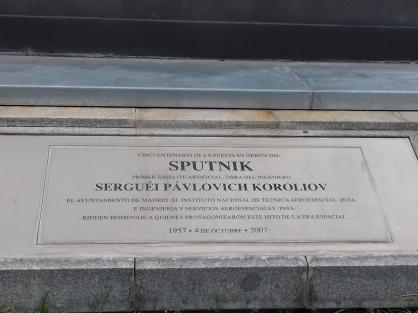 CINCUENTENARIO DE LA PUESTA EN ÓRBITA DEL
SPUTNIK
PRIMER SATÉLITE ARTIFICIAL, OBRA DEL INGENIERO
SERGUÉI PÁVLOVICH KOROLIOV
EL AYUNTAMIENTO DE MADRID, EL INSTITUTO NACIONAL DE TÉCNICA AEROESPACIAL -INTA-
E INGENIERÍA Y SERVICIOS AEROESPACIALES -INSA-
RINDEN HOMENAJE A QUIENES PROTAGONIZARON ESTE HITO DE LA ERA ESPACIAL
1957 • 4 DE OCTUBRE • 2007